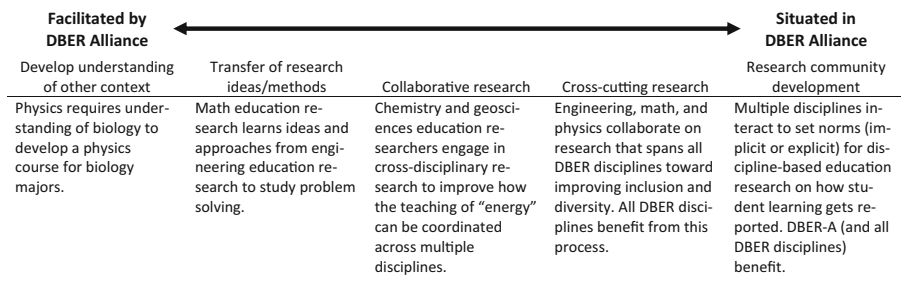 Facilitated by
DBER Alliance
Situated in
DBER Alliance
Develop understanding
of other context
Transfer of research
ideas/methods
Collaborative research
Cross-cutting research
Research community
development
Physics requires under-
standing of biology to
develop a physics
course for biology
majors.
Math education re-
search learns ideas and
approaches from engi-
neering education re-
search to study problem
solving.
Chemistry and geosci-
ences education re-
searchers engage in
cross-disciplinary re-
search to improve how
the teaching of “energy”
can be coordinated
across multiple
disciplines.
Engineering, math, and
physics collaborate on
research that spans all
DBER disciplines toward
improving inclusion and
diversity. All DBER disci-
plines benefit from this
process.
Multiple disciplines in-
teract to set norms (im-
plicit or explicit) for dis-
cipline-based education
research on how stu-
dent learning gets re-
ported. DBER-A (and all
DBER disciplines)
benefit.